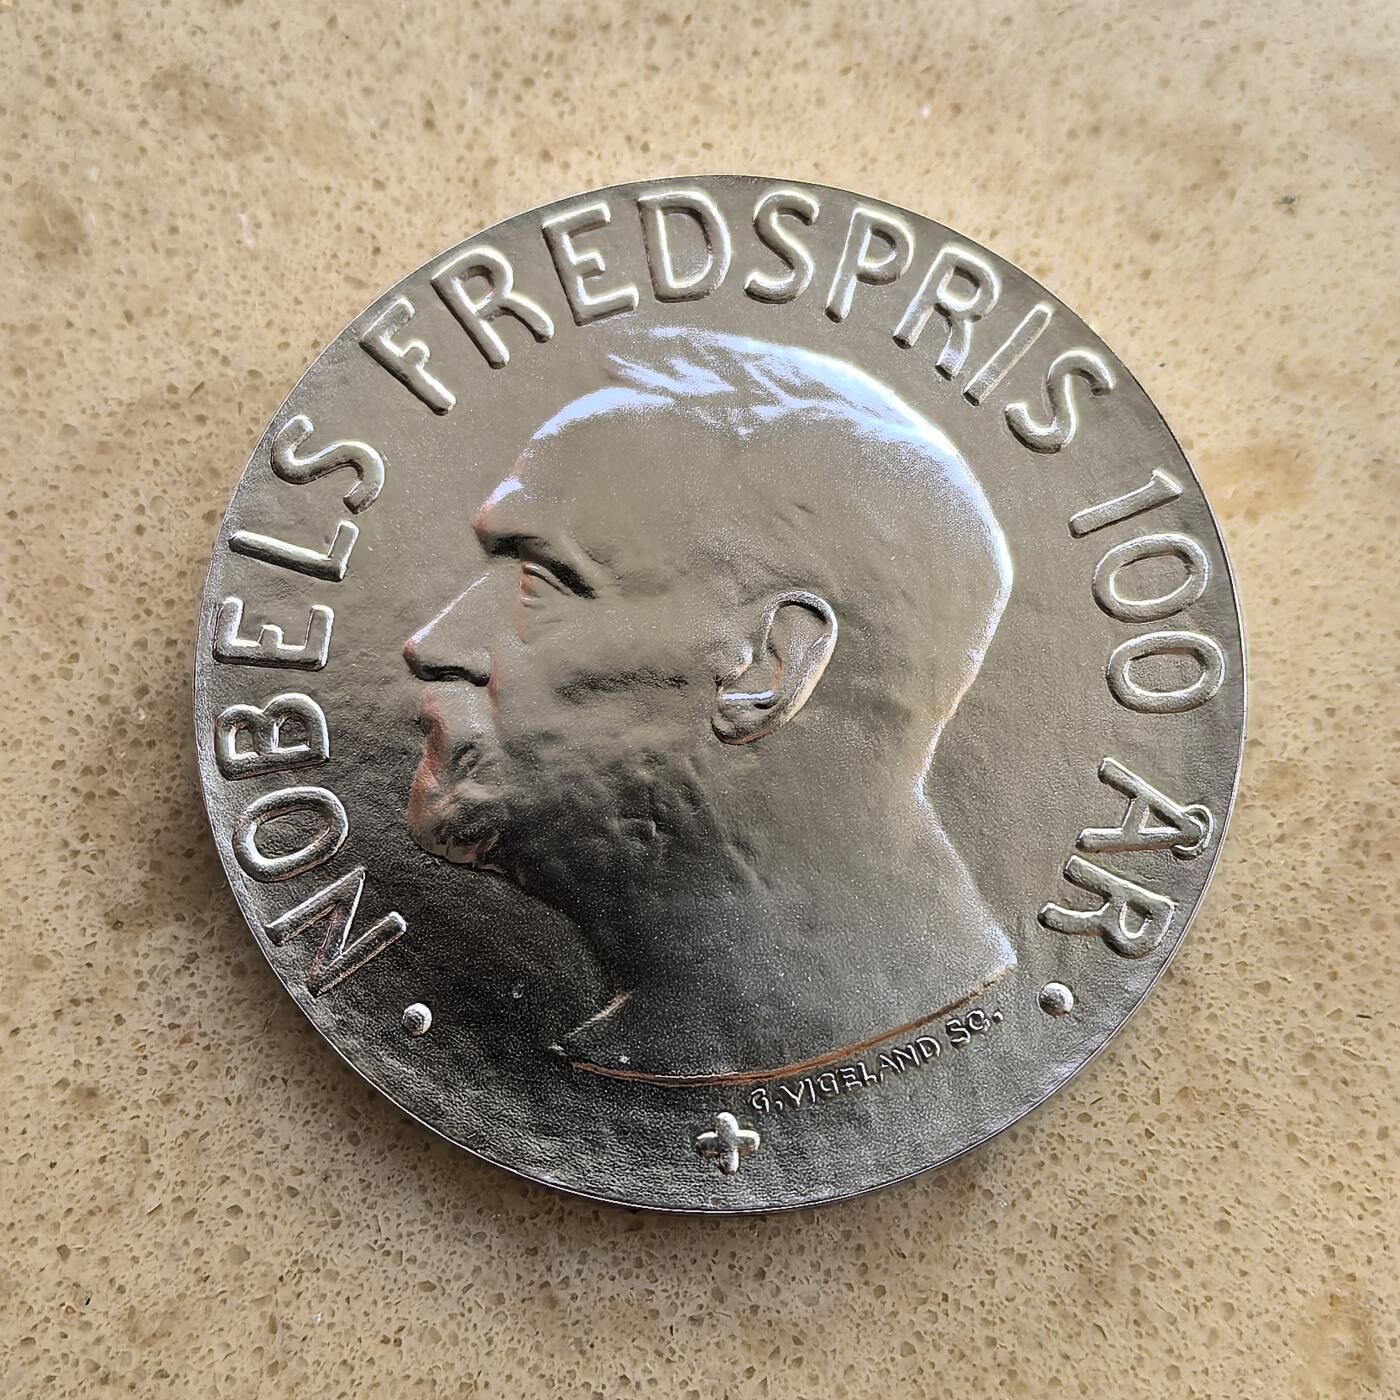 NOBELS FREDSPRIS 100 ÅR
G. VIGELAND SC.